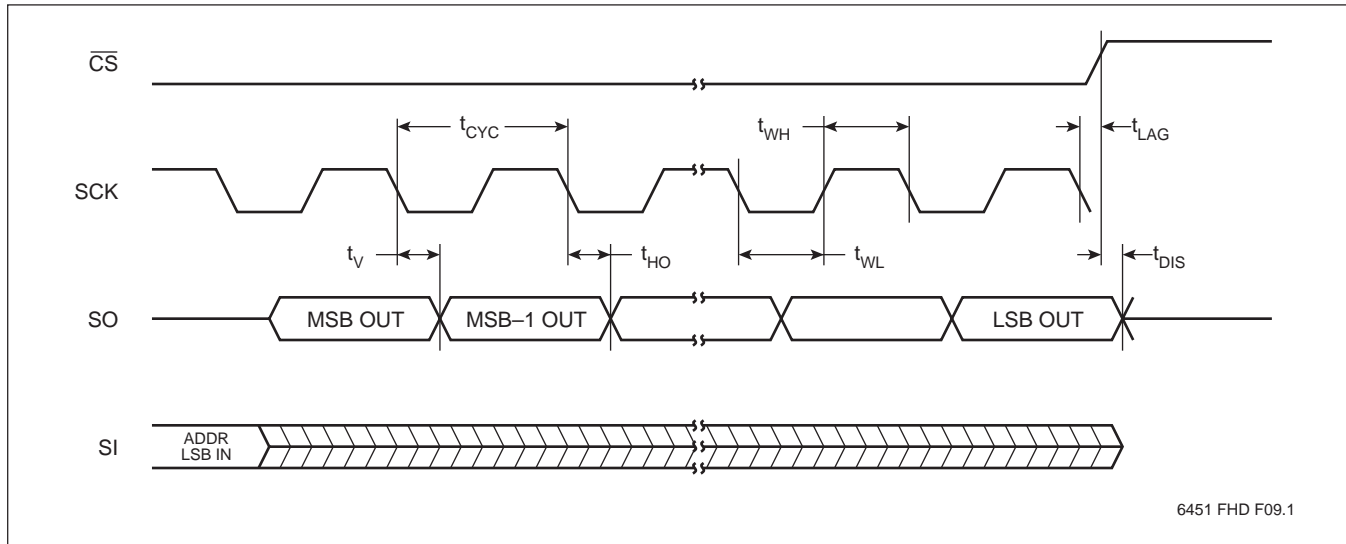 CS
tCYC
tWH
tLAG
SCK
tV
tHO
tWL
tDIS
SO
MSB OUT
MSB–1 OUT
LSB OUT
SI
ADDR
LSB IN
6451 FHD F09.1